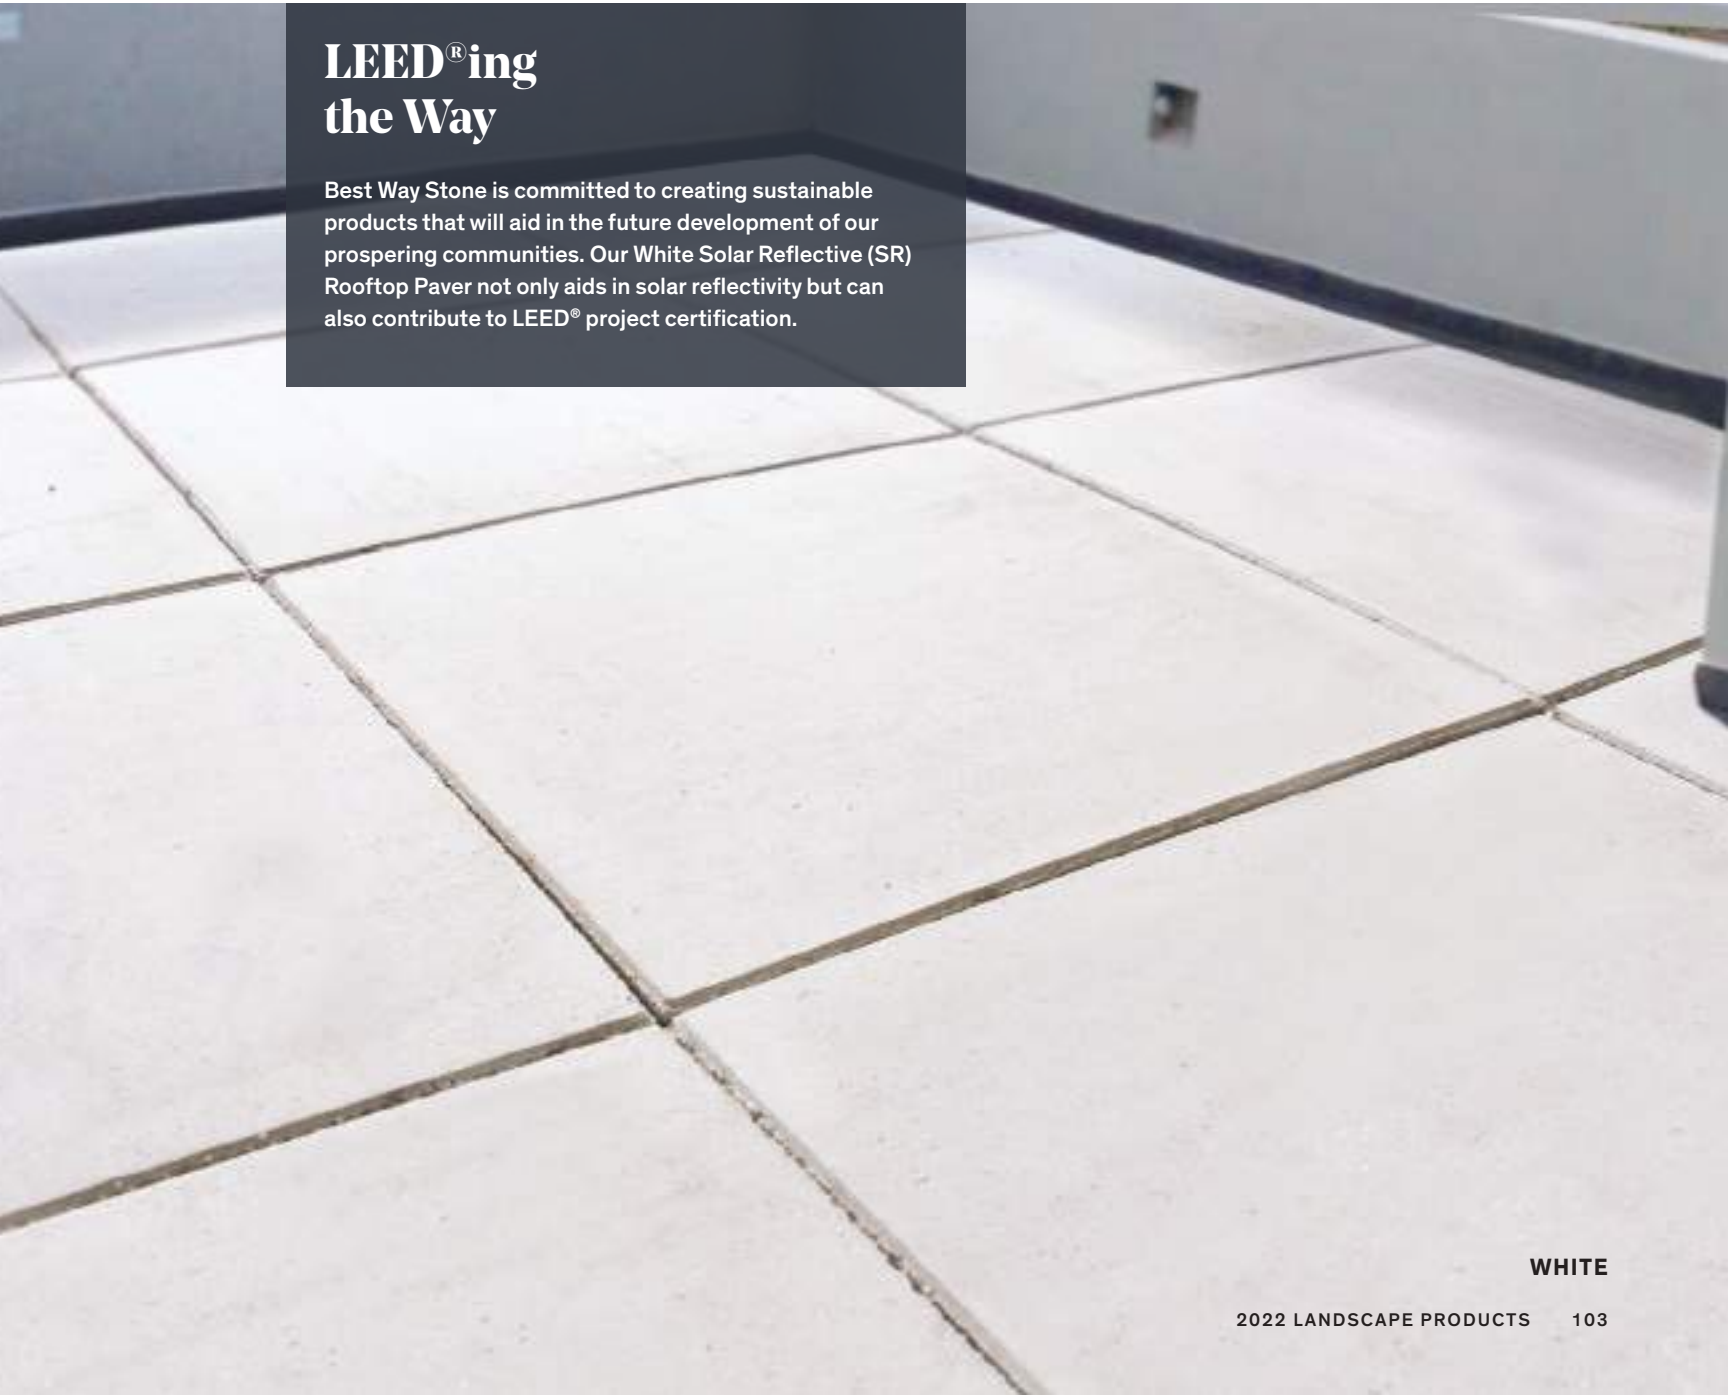 LEED®ing
the Way
Best Way Stone is committed to creating sustainable
products that will aid in the future development of our
prospering communities. Our White Solar Reflective (SR)
Rooftop Paver not only aids in solar reflectivity but can
also contribute to LEED® project certification.
WHITE
2022 LANDSCAPE PRODUCTS 103